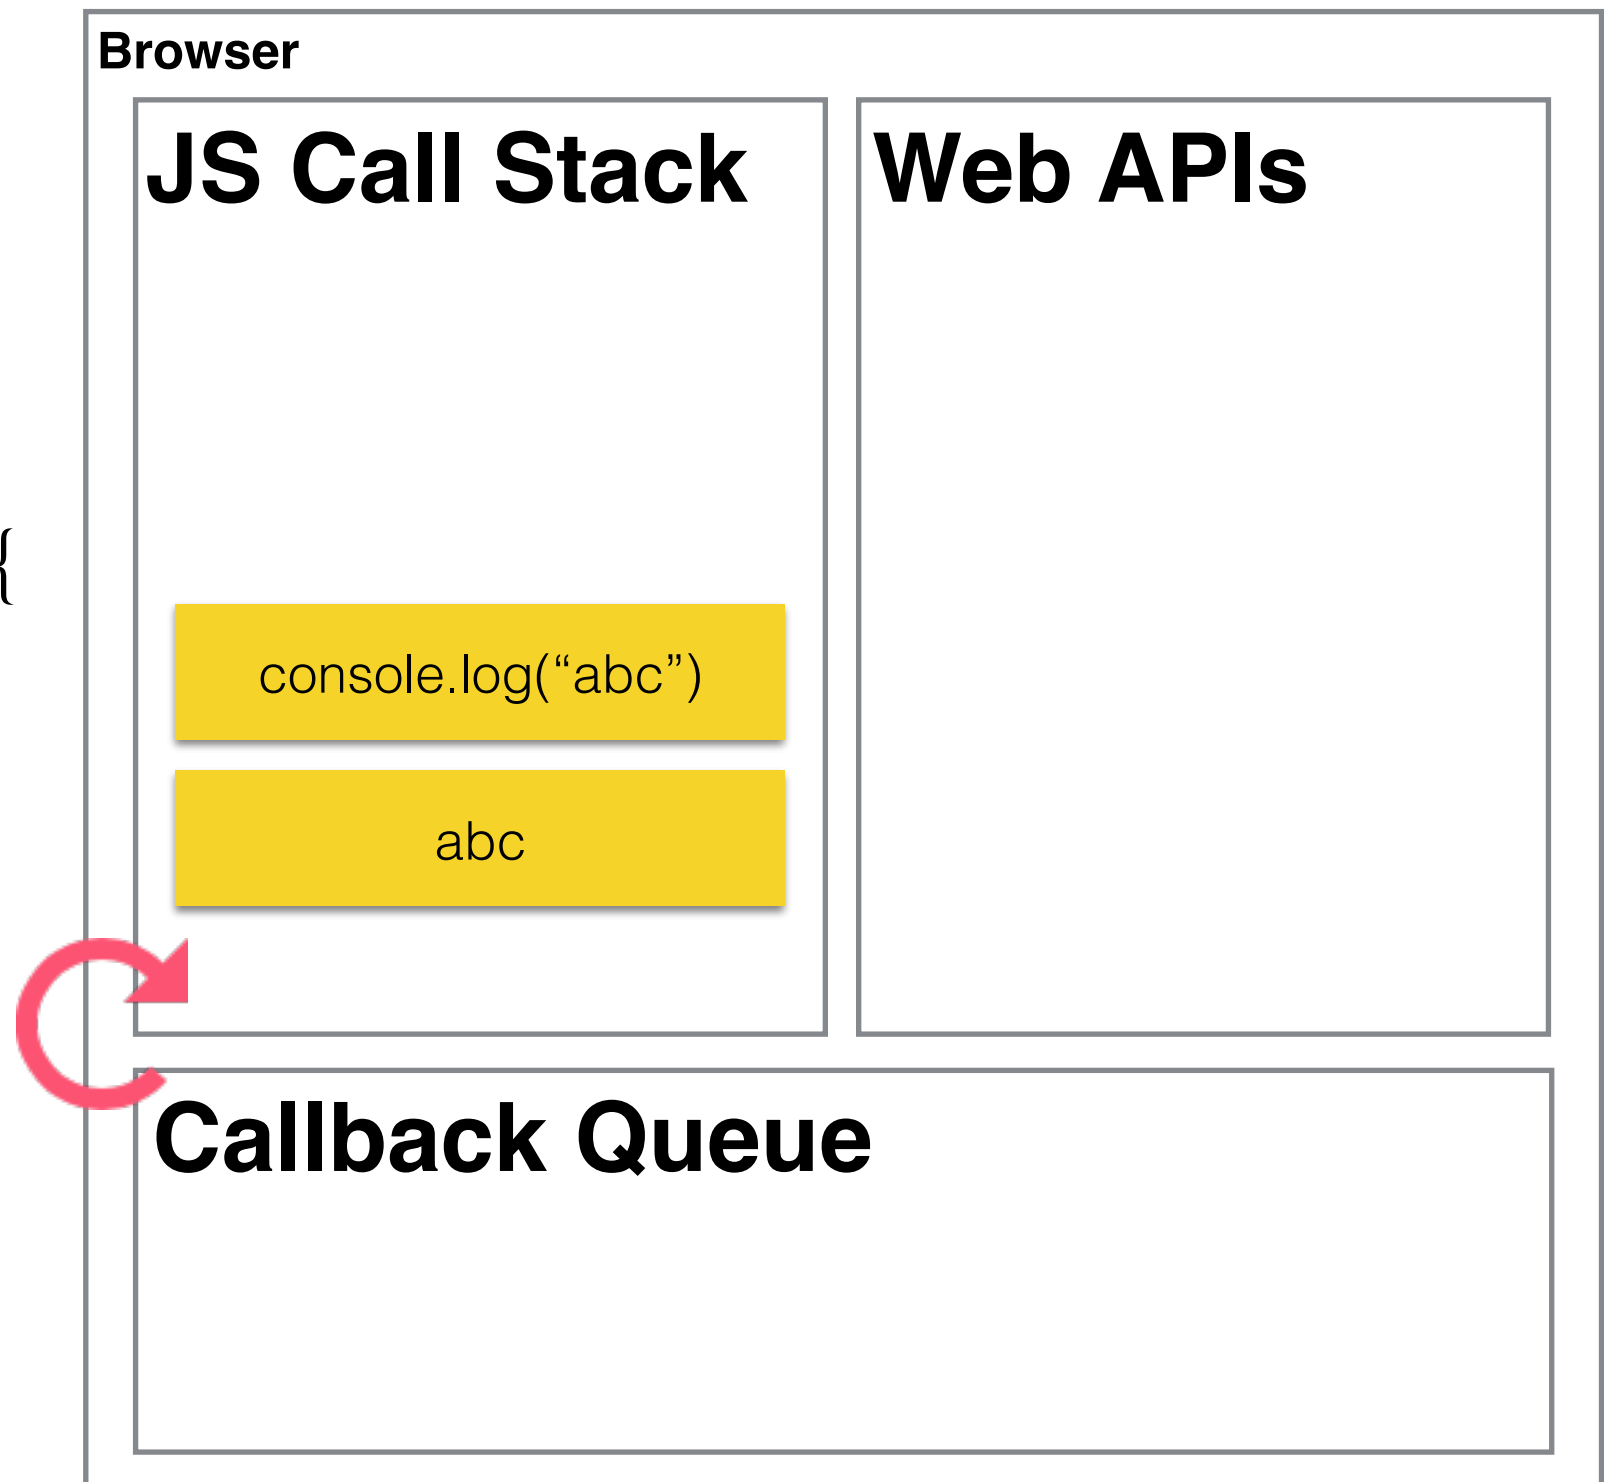 Browser
JS Call Stack
Web APIs
{
console.log(“abc”)
abc
Callback Queue